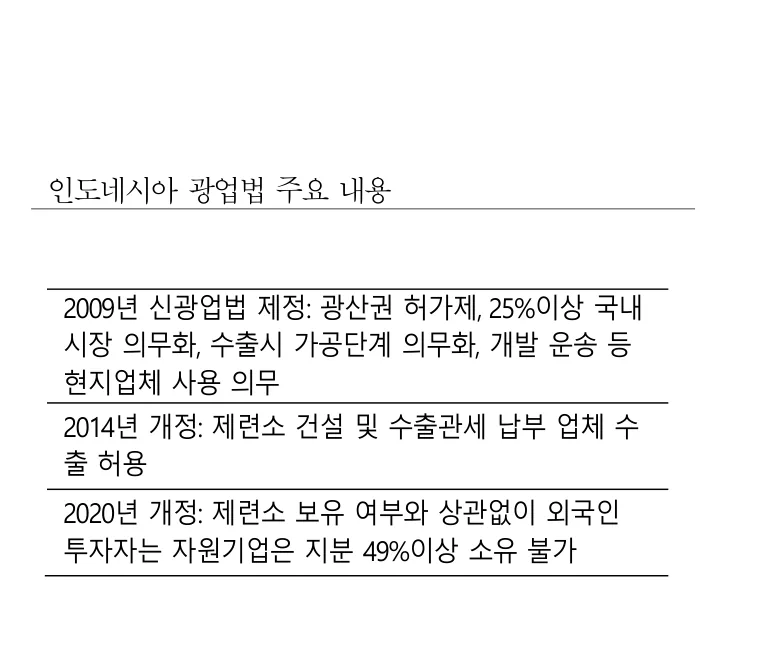 인도네시아 광업법 주요 내용
2009년 신광업법 제정: 광산권 허가제, 25%이상 국내
시장 의무화, 수출시 가공단계 의무화, 개발 운송 등
현지업체 사용 의무
2014년 개정: 제련소 건설 및 수출관세 납부 업체 수
출 허용
2020년 개정: 제련소 보유 여부와 상관없이 외국인
투자자는 자원기업은 지분 49%이상 소유 불가